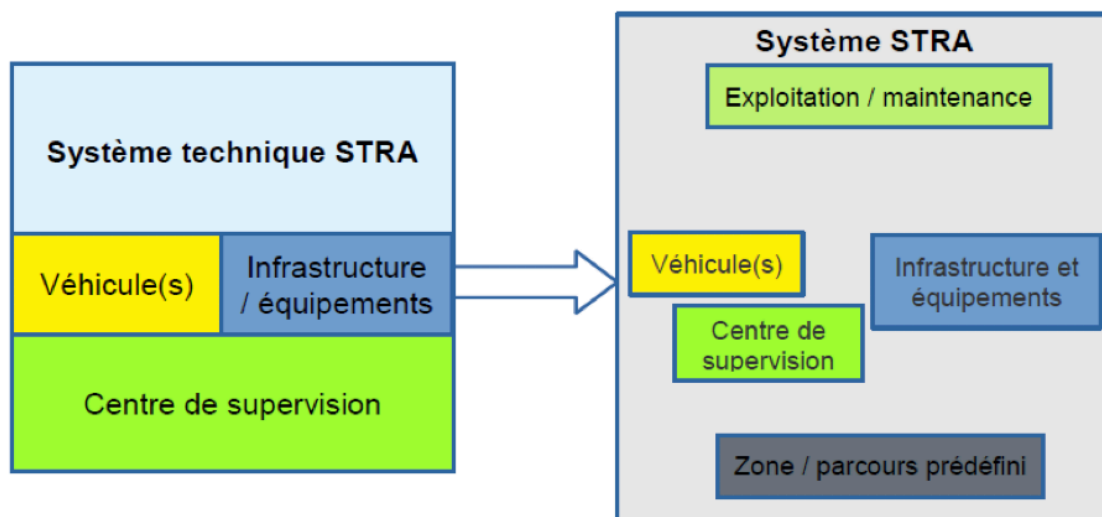 Système technique STRA
Véhicule(s)
Infrastructure
/ équipements
Centre de supervision
Système STRA
Exploitation / maintenance
Véhicule(s)
Infrastructure et
équipements
Centre de
supervision
Zone / parcours prédéfini